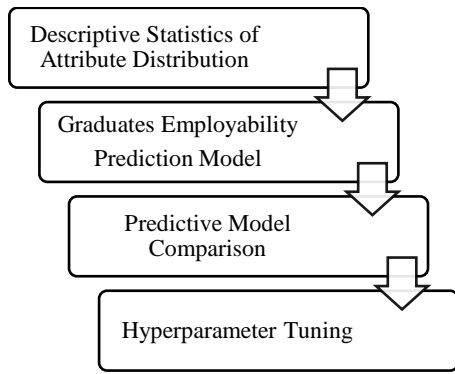 Descriptive Statistics of
Attribute Distribution
Graduates Employability
Prediction Model
Predictive Model
Comparison
Hyperparameter Tuning